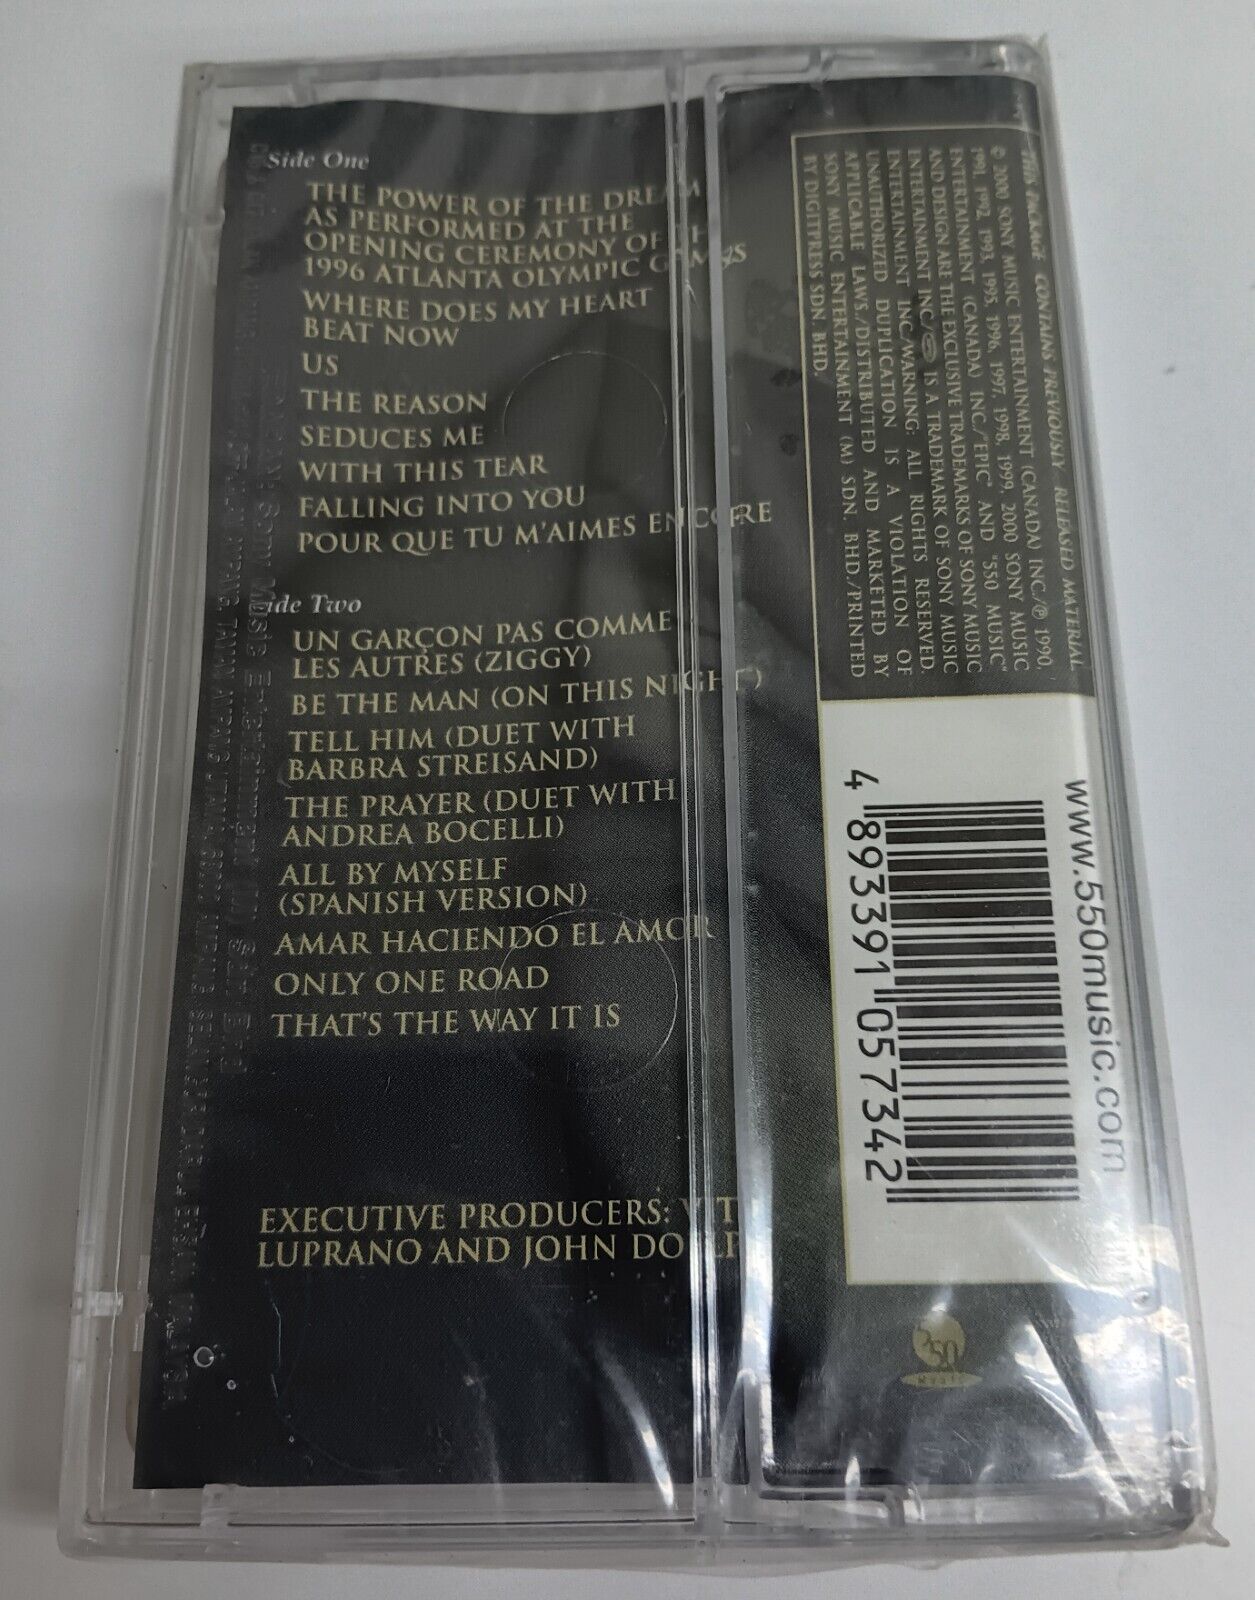 Side One
THE POWER OF THE DREAM
AS PERFORMED AT THE
OPENING CEREMONY OF
1996 ATLANTA OLYMPIC GAMES
WHERE DOES MY HEART
BEAT NOW
US
THE REASON
SEDUCES ME
WITH THIS TEAR
FALLING INTO YOU
POUR QUE TU M'AIMES ENCORE
Side Two
UN GARÇON PAS COMME
LES AUTRES (ZIGGY)
BE THE MAN (ON THIS NIGHT)
TELL HIM (DUET WITH
BARBRA STREISAND)
THE PRAYER (DUET WITH
ANDREA BOCELLI)
ALL BY MYSELF
(SPANISH VERSION)
AMAR HACIENDO EL AMOR
ONLY ONE ROAD
THAT'S THE WAY IT IS
EXECUTIVE PRODUCERS:
LUPRANO AND JOHN
THIS PACKAGE CONTAINS PREVIOUSLY RELEASED MATERIAL
© 2000 SONY MUSIC ENTERTAINMENT (CANADA) INC./℗ 1990,
1991, 1992, 1993, 1995, 1996, 1997, 1998, 1999, 2000 SONY MUSIC
ENTERTAINMENT (CANADA) INC./"EPIC" AND "550 MUSIC"
AND DESIGN ARE THE EXCLUSIVE TRADEMARKS OF SONY MUSIC
ENTERTAINMENT INC./ IS A TRADEMARK OF SONY MUSIC
ENTERTAINMENT INC/WARNING: ALL RIGHTS RESERVED.
UNAUTHORIZED DUPLICATION IS A VIOLATION OF
APPLICABLE LAWS./DISTRIBUTED AND MARKETED BY
SONY MUSIC ENTERTAINMENT (M) SDN. BHD./PRINTED
BY DIGITPRESS SDN. BHD.
www.550music.com
4 893391 057342
550
MUSIC